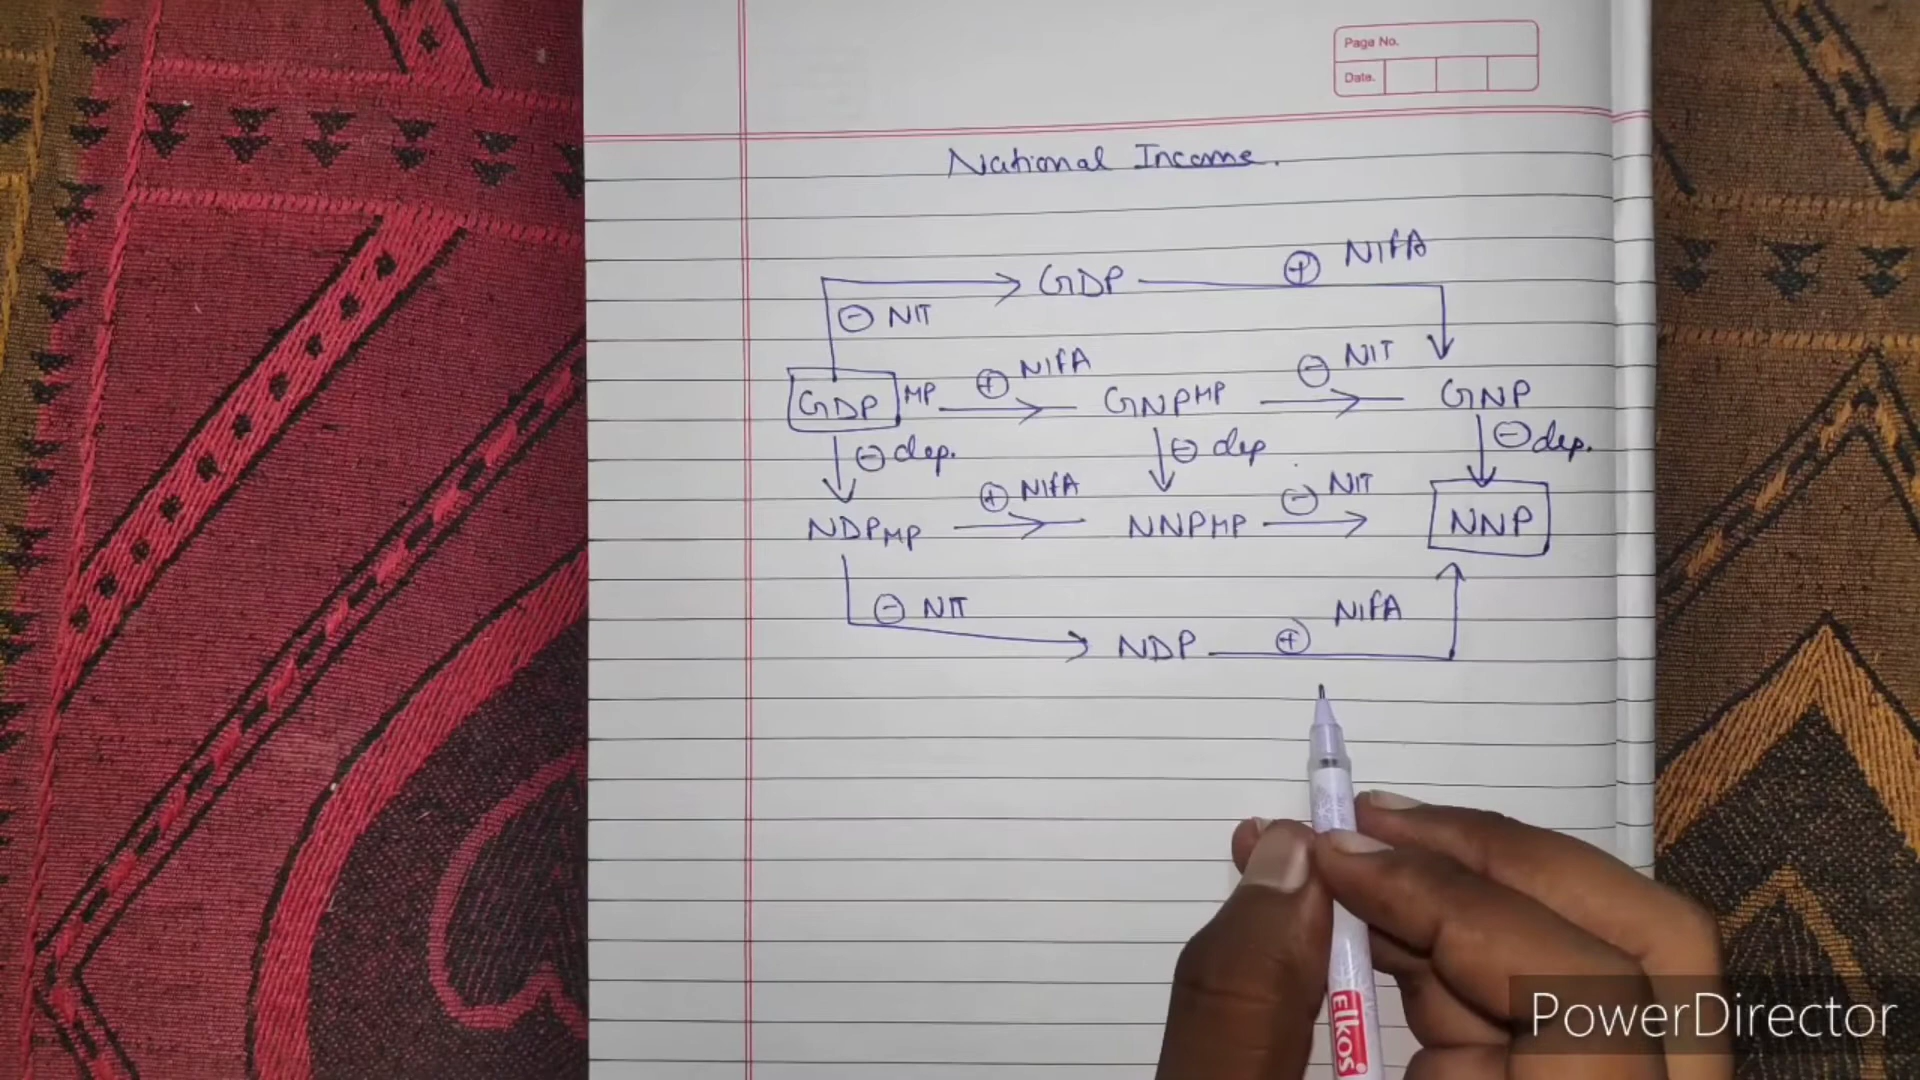 Page No.
Date.
National Income.
GDP ⊕ NIFA
⊖ NIT
GDP MP ⊕ NIFA GNPMP ⊖ NIT GNP
⊖ dep. ⊖ dep ⊖ dep.
NDPMP ⊕ NIFA NNPMP ⊖ NIT NNP
⊖ NIT NDP ⊕ NIFA
Elkos
PowerDirector